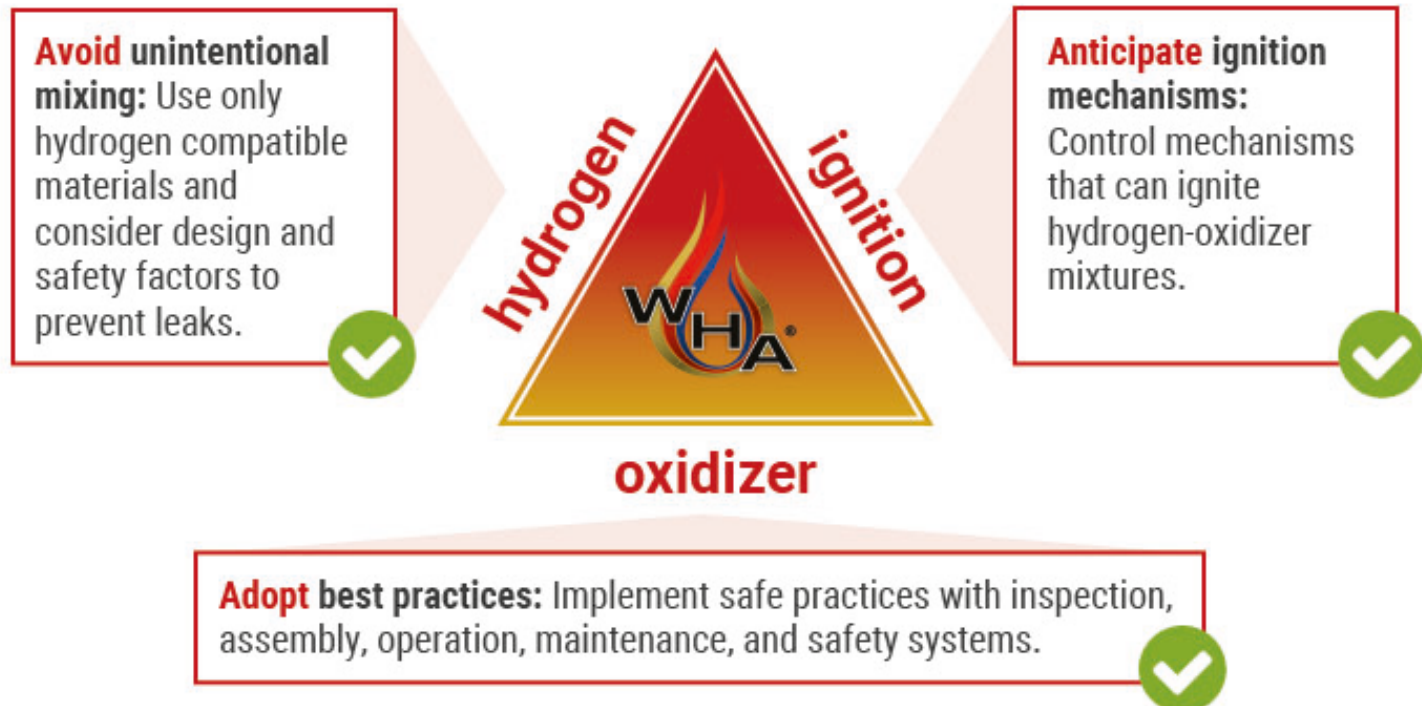 Avoid unintentional
mixing: Use only
hydrogen compatible
materials and
consider design and
safety factors to
prevent leaks.
hydrogen
ignition
Anticipate ignition
mechanisms:
Control mechanisms
that can ignite
hydrogen-oxidizer
mixtures.
WHA®
oxidizer
Adopt best practices: Implement safe practices with inspection,
assembly, operation, maintenance, and safety systems.